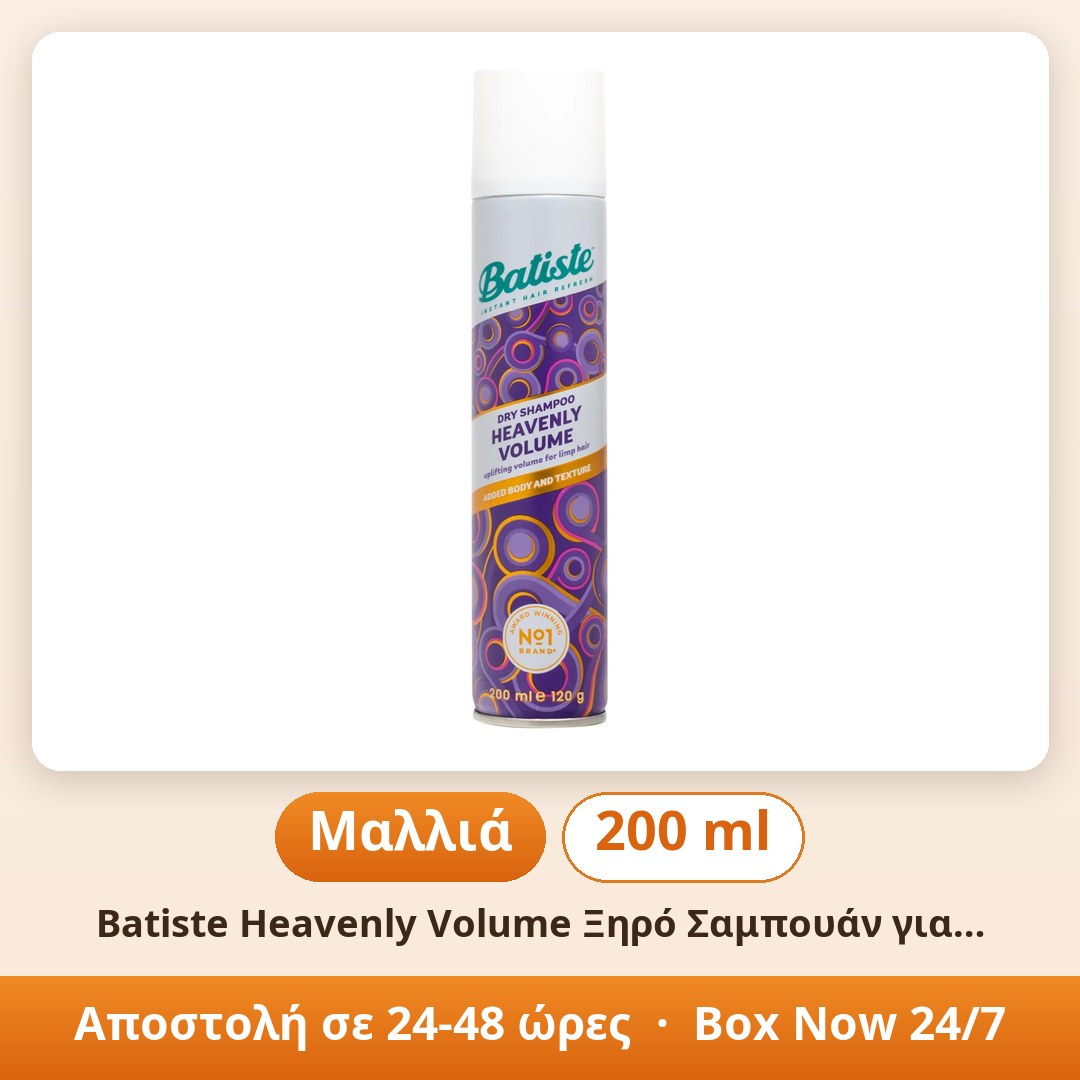 Batiste
INSTANT HAIR REFRESH
DRY SHAMPOO
HEAVENLY
VOLUME
uplifting volume for limp hair
ADDED BODY AND TEXTURE
AWARD WINNING
Nº1
BRAND*
200 ml e 120 g
Μαλλιά
200 ml
Batiste Heavenly Volume Ξηρό Σαμπουάν για...
Αποστολή σε 24-48 ώρες · Box Now 24/7